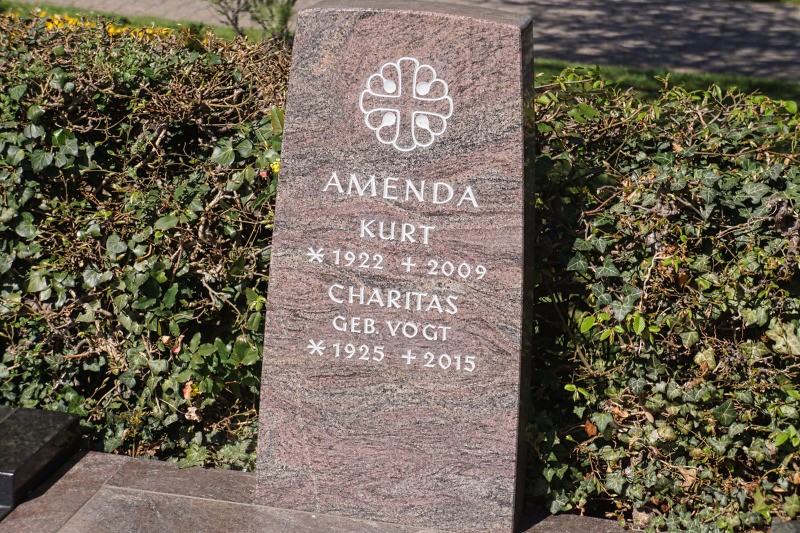 AMENDA
KURT
* 1922 + 2009
CHARITAS
GEB. VOGT
* 1925 + 2015